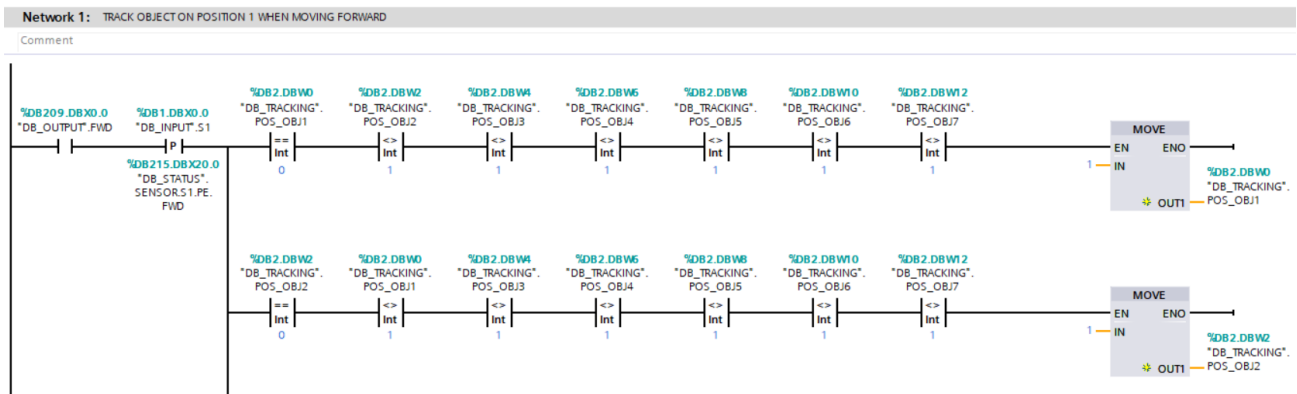 Network 1: TRACK OBJECT ON POSITION 1 WHEN MOVING FORWARD
Comment
%DB209.DBX0.0
"DB_OUTPUT".FWD
%DB1.DBX0.0
"DB_INPUT".S1
P
%DB215.DBX20.0
"DB_STATUS".
SENSOR.S1.PE.
FWD
%DB2.DBW0
"DB_TRACKING".
POS_OBJ1
==
Int
0
%DB2.DBW2
"DB_TRACKING".
POS_OBJ2
<>
Int
1
%DB2.DBW4
"DB_TRACKING".
POS_OBJ3
<>
Int
1
%DB2.DBW6
"DB_TRACKING".
POS_OBJ4
<>
Int
1
%DB2.DBW8
"DB_TRACKING".
POS_OBJ5
<>
Int
1
%DB2.DBW10
"DB_TRACKING".
POS_OBJ6
<>
Int
1
%DB2.DBW12
"DB_TRACKING".
POS_OBJ7
<>
Int
1
MOVE
EN ENO
1 IN
OUT1
%DB2.DBW0
"DB_TRACKING".
POS_OBJ1
%DB2.DBW2
"DB_TRACKING".
POS_OBJ2
==
Int
0
%DB2.DBW0
"DB_TRACKING".
POS_OBJ1
<>
Int
1
%DB2.DBW4
"DB_TRACKING".
POS_OBJ3
<>
Int
1
%DB2.DBW6
"DB_TRACKING".
POS_OBJ4
<>
Int
1
%DB2.DBW8
"DB_TRACKING".
POS_OBJ5
<>
Int
1
%DB2.DBW10
"DB_TRACKING".
POS_OBJ6
<>
Int
1
%DB2.DBW12
"DB_TRACKING".
POS_OBJ7
<>
Int
1
MOVE
EN ENO
1 IN
OUT1
%DB2.DBW2
"DB_TRACKING".
POS_OBJ2